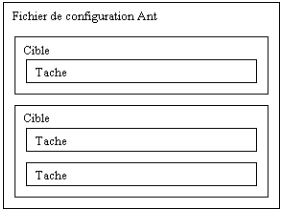 Fichier de configuration Ant
Cible
Tache
Cible
Tache
Tache